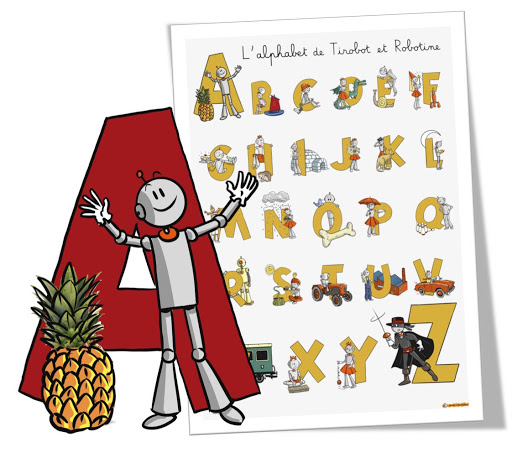 L'alphabet de Tirobot et Robotine
A B C D E F
G H I J K L
M N O P Q
R S T U V
X Y Z
A